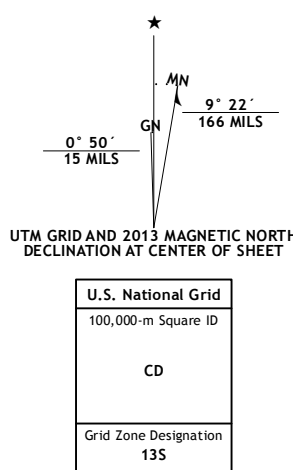 MN
9° 22´
166 MILS
GN
0° 50´
15 MILS
UTM GRID AND 2013 MAGNETIC NORTH
DECLINATION AT CENTER OF SHEET
U.S. National Grid
100,000-m Square ID
CD
Grid Zone Designation
13S